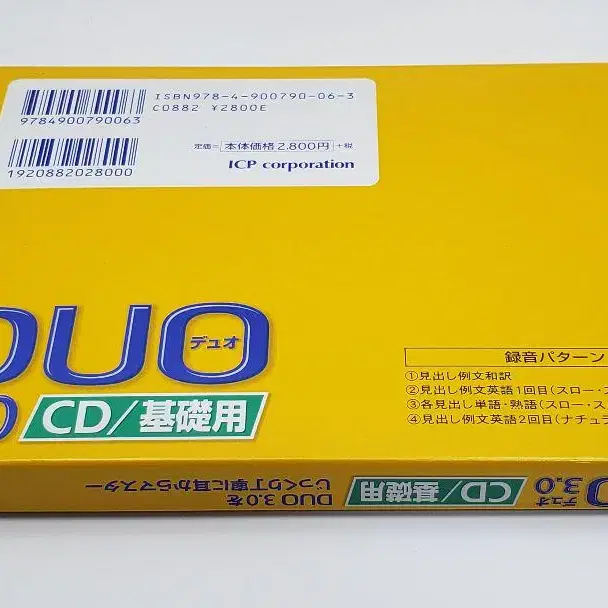 ISBN978-4-900790-06-3
C0882 ¥2800E
9784900790063
定価=本体価格2,800円+税
ICP corporation
1920882028000
DUO
デュオ
0
CD/基礎用
録音パターン
①見出し例文和訳
②見出し例文英語1回目(スロー・ス
③各見出し単語・熟語(スロー・ス
④見出し例文英語2回目(ナチュラ
DUO 3.0を
じっくり丁寧に耳からマスター
CD/基礎用
デュオ
3.0
O